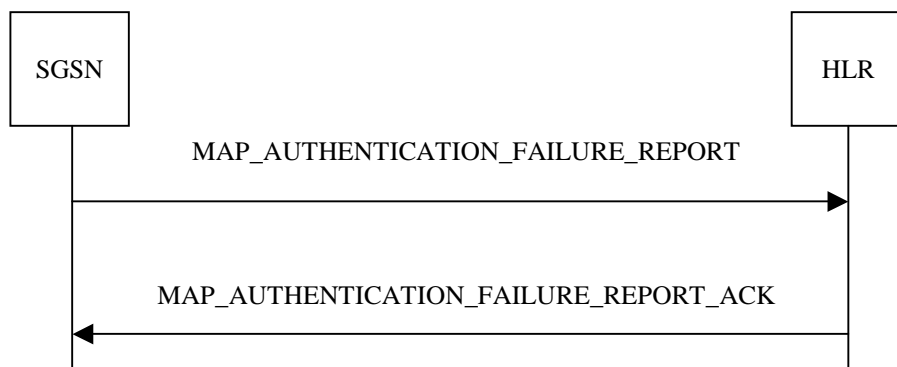 SGSN
HLR
MAP_AUTHENTICATION_FAILURE_REPORT
MAP_AUTHENTICATION_FAILURE_REPORT_ACK